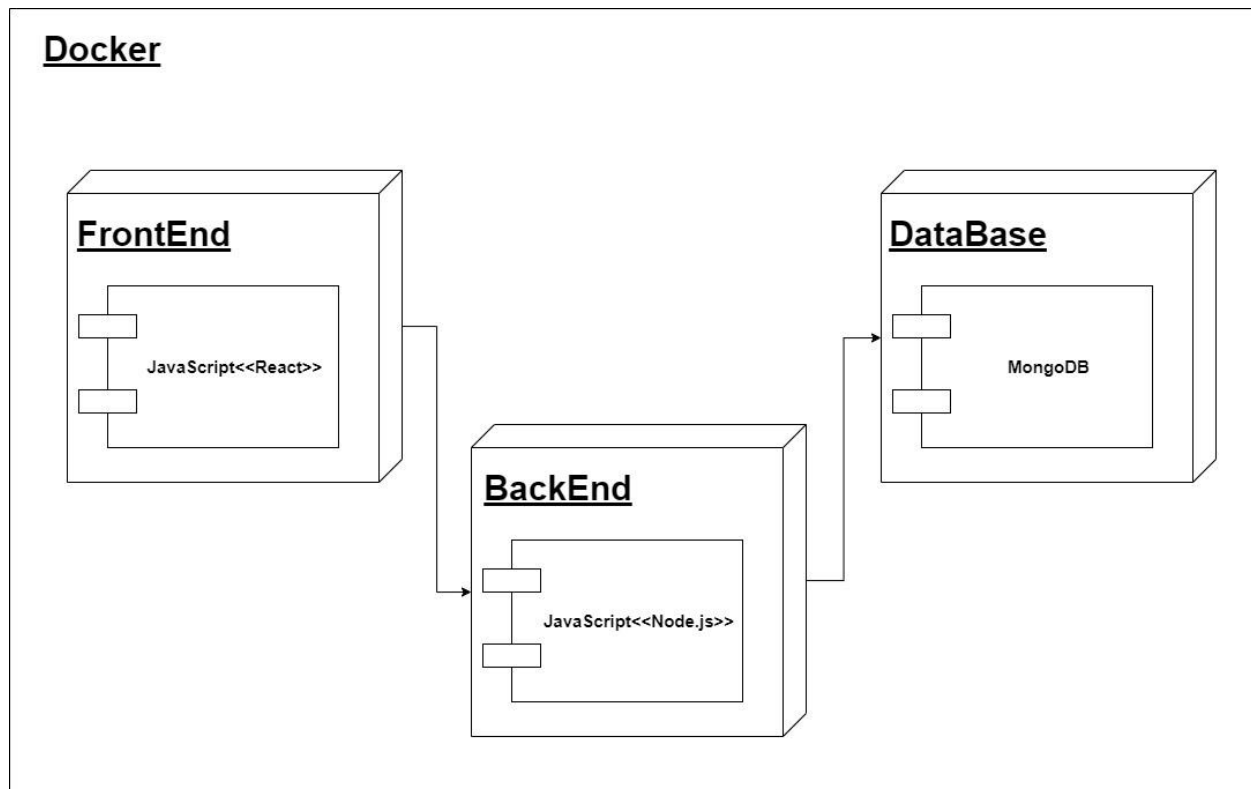 Docker
FrontEnd
JavaScript<<React>>
BackEnd
JavaScript<<Node.js>>
DataBase
MongoDB